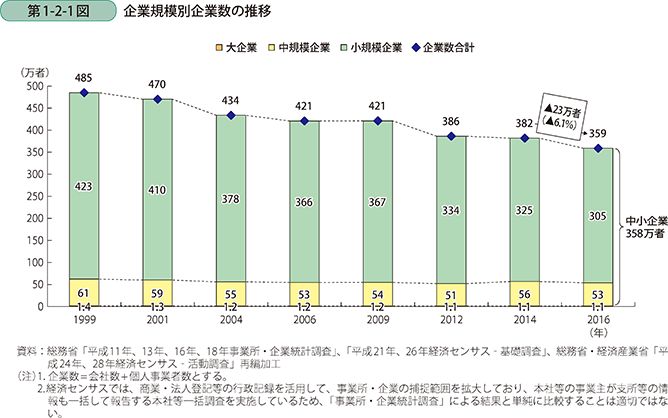 第1-2-1図 企業規模別企業数の推移
大企業 中規模企業 小規模企業 企業数合計
(万者)
500
450
400
350
300
250
200
150
100
50
0
485 470 434 421 421 386 382 359
▲23万者
(▲6.1%)
423 410 378 366 367 334 325 305
中小企業
358万者
61 59 55 53 54 51 56 53
1.4 1.3 1.2 1.2 1.2 1.1 1.1 1.1
1999 2001 2004 2006 2009 2012 2014 2016
(年)
資料:総務省「平成11年、13年、16年、18年事業所・企業統計調査」、「平成21年、26年経済センサス‐基礎調査」、総務省・経済産業省「平
成24年、28年経済センサス‐活動調査」再編加工
(注)1. 企業数=会社数+個人事業者数とする。
2.経済センサスでは、商業・法人登記等の行政記録を活用して、事業所・企業の捕捉範囲を拡大しており、本社等の事業主が支所等の情
報も一括して報告する本社等一括調査を実施しているため、「事業所・企業統計調査」による結果と単純に比較することは適切ではな
い。